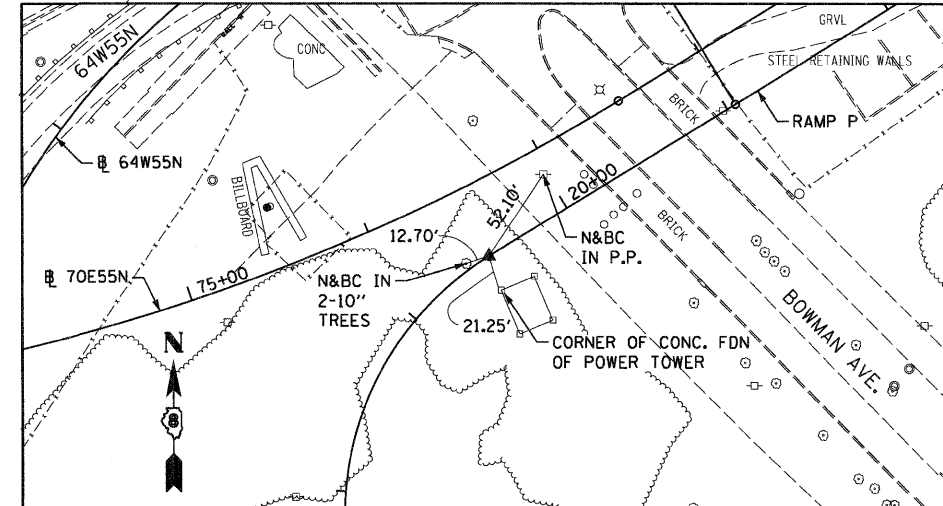 64W55N
CONC
GRVL
STEEL RETAINING WALLS
BRICK
RAMP P
℄ 64W55N
BILLBOARD
20+00
52.10'
12.70'
N&BC
IN P.P.
BRICK
℄ 70E55N
75+00
N&BC IN
2-10"
TREES
21.25'
BOWMAN AVE.
CORNER OF CONC. FDN
OF POWER TOWER
N
8